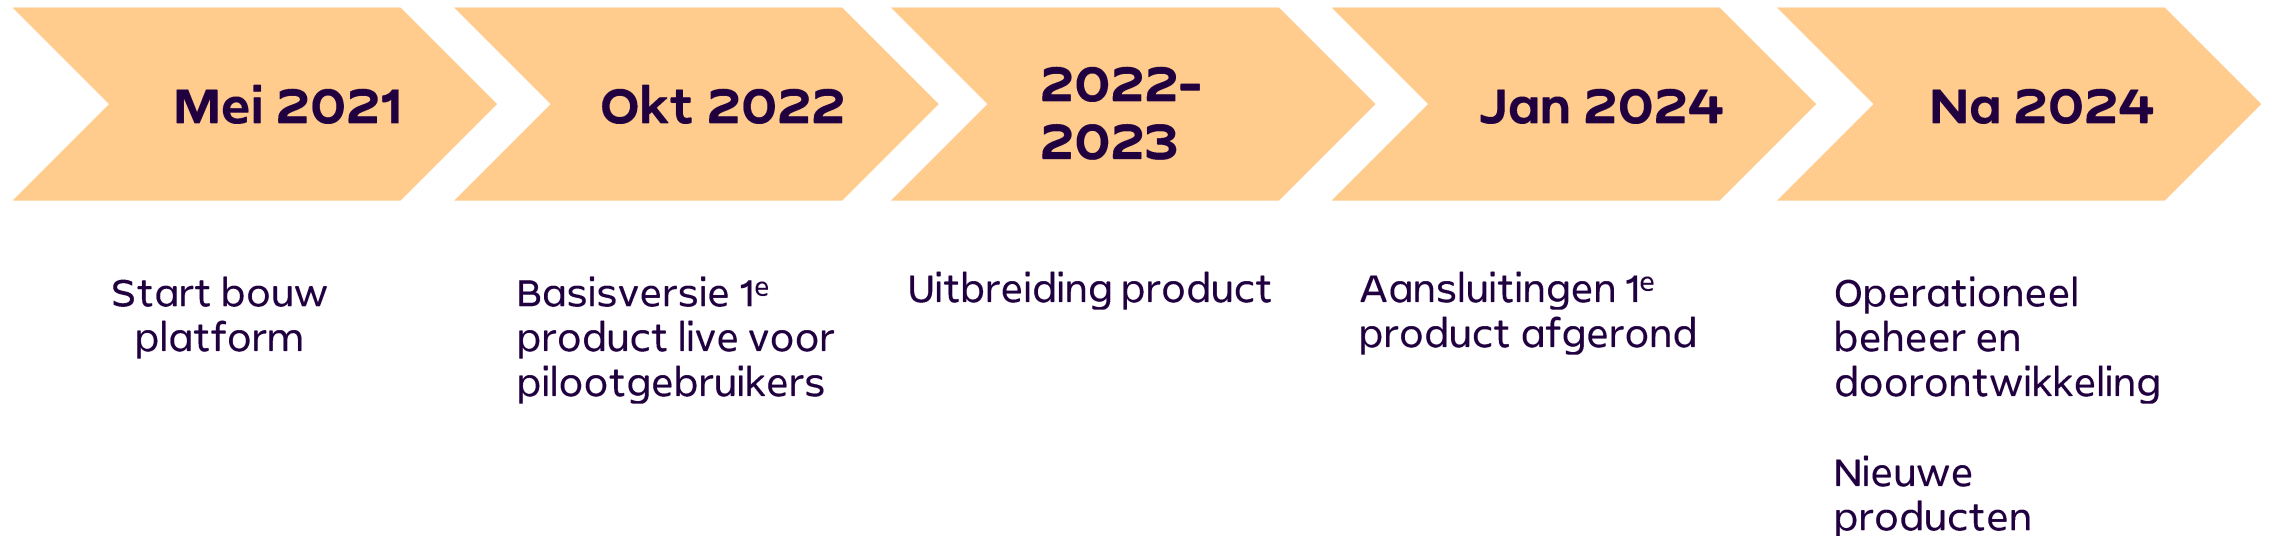 Mei 2021
Okt 2022
2022-
2023
Jan 2024
Na 2024
Start bouw
platform
Basisversie 1e
product live voor
pilootgebruikers
Uitbreiding product
Aansluitingen 1e
product afgerond
Operationeel
beheer en
doorontwikkeling
Nieuwe
producten